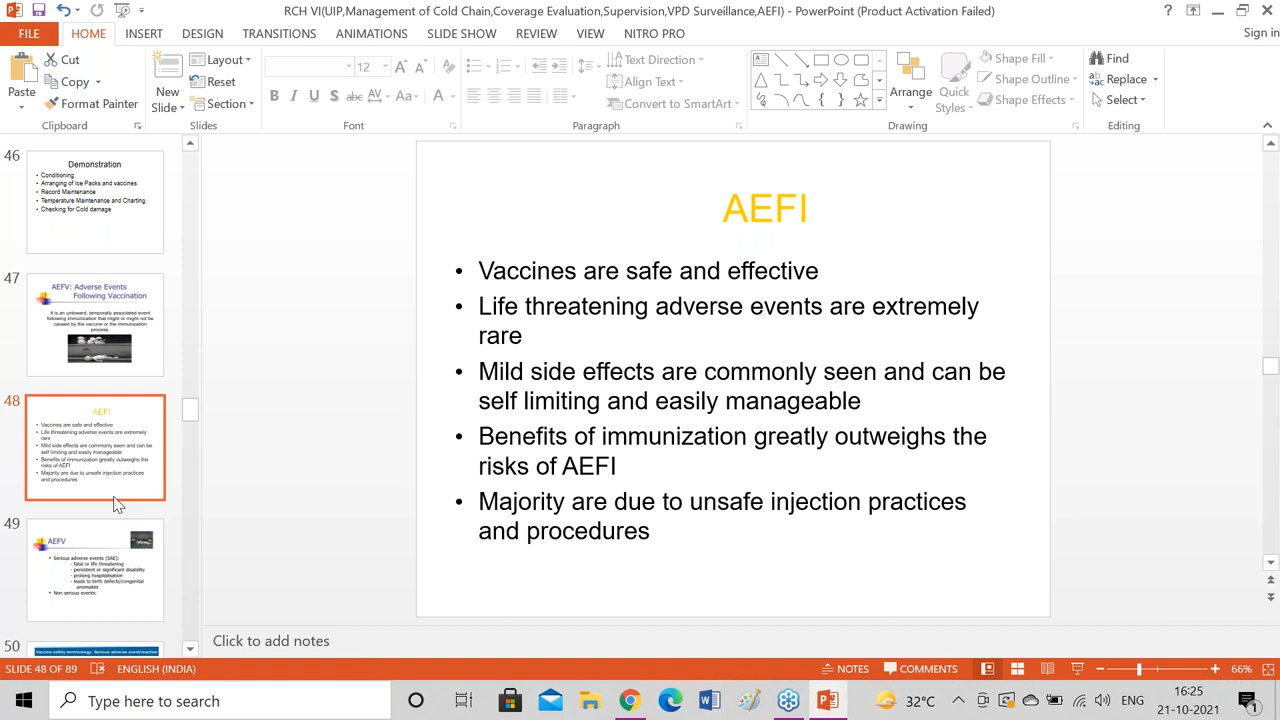 RCH VI(UIP,Management of Cold Chain,Coverage Evaluation,Supervision,VPD Surveillance,AEFI) - PowerPoint (Product Activation Failed)
FILE HOME INSERT DESIGN TRANSITIONS ANIMATIONS SLIDE SHOW REVIEW VIEW NITRO PRO Sign in
Paste
Cut
Copy
Format Painter
Clipboard
New
Slide
Layout
Reset
Section
Slides
12
B I U S abc AV Aa A
Font
Text Direction
Align Text
Convert to SmartArt
Paragraph
Arrange
Quick
Styles
Shape Fill
Shape Outline
Shape Effects
Drawing
Find
Replace
Select
Editing
46
Demonstration
• Conditioning
• Arranging of Ice Packs and vaccines.
• Record Maintenance
• Temperature Maintenance and Charting.
• Checking for Cold damage
47
AEFV: Adverse Events
Following Vaccination
It is an untoward, temporally associated event
following immunization that might or might not be
caused by the vaccine or the immunization
process.
48
AEFI
• Vaccines are safe and effective
• Life threatening adverse events are extremely
rare
• Mild side effects are commonly seen and can be
self limiting and easily manageable
• Benefits of immunization greatly outweighs the
risks of AEFI
• Majority are due to unsafe injection practices
and procedures
49
AEFV
• Serious adverse events (SAE):
- fatal or life threatening
- persistent or significant disability
- prolong hospitalisation
- leads to birth defects/congenital
anomalies
• Non serious events:
50
Vaccine safety terminology: Serious adverse event/reaction
AEFI
• Vaccines are safe and effective
• Life threatening adverse events are extremely
rare
• Mild side effects are commonly seen and can be
self limiting and easily manageable
• Benefits of immunization greatly outweighs the
risks of AEFI
• Majority are due to unsafe injection practices
and procedures
Click to add notes
SLIDE 48 OF 89 ENGLISH (INDIA) NOTES COMMENTS 66%
Type here to search
32°C
ENG
16:25
21-10-2021
1